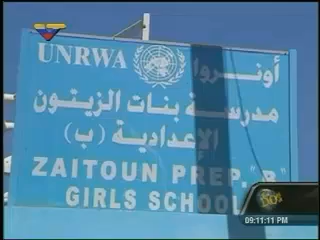 UNRWA أونروا
مدرسة بنات الزيتون
الإعدادية (ب)
ZAITOUN PREP. "B"
GIRLS SCHOOL
09:11:11 PM